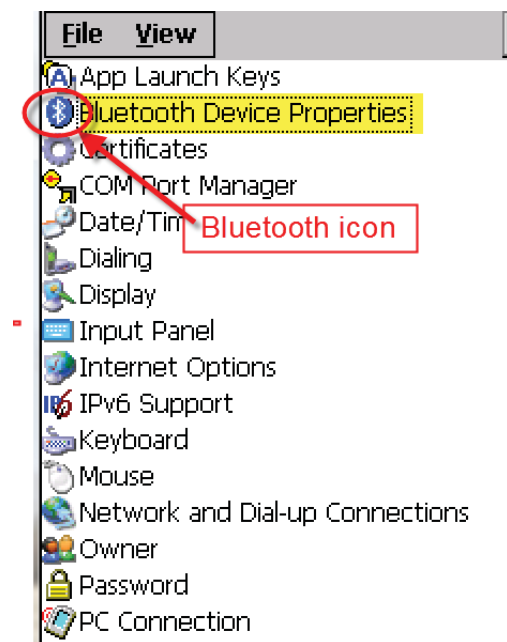 File View
App Launch Keys
Bluetooth Device Properties
Certificates
COM Port Manager
Date/Tim
Bluetooth icon
Dialing
Display
Input Panel
Internet Options
IPv6 Support
Keyboard
Mouse
Network and Dial-up Connections
Owner
Password
PC Connection